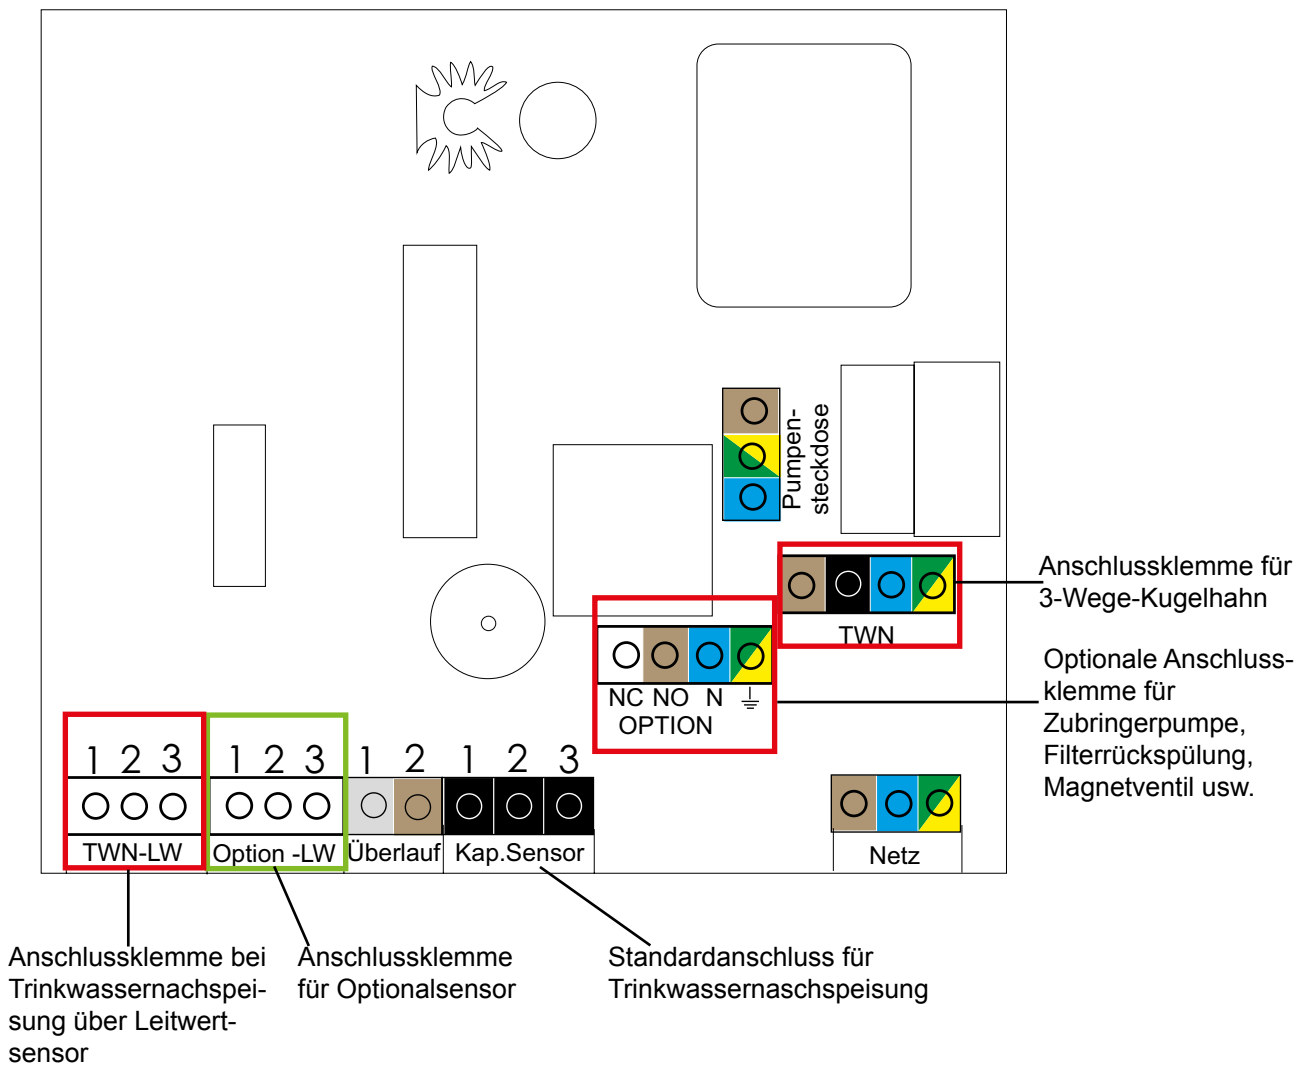 Pumpen-
steckdose
Anschlussklemme für
3-Wege-Kugelhahn
TWN
Optionale Anschluss-
klemme für
Zubringerpumpe,
Filterrückspülung,
Magnetventil usw.
NC NO N
OPTION
1 2 3
1 2 3
1 2
1 2 3
TWN-LW
Option -LW
Überlauf
Kap.Sensor
Netz
Anschlussklemme bei
Trinkwassernachspei-
sung über Leitwert-
sensor
Anschlussklemme
für Optionalsensor
Standardanschluss für
Trinkwassernaschspeisung